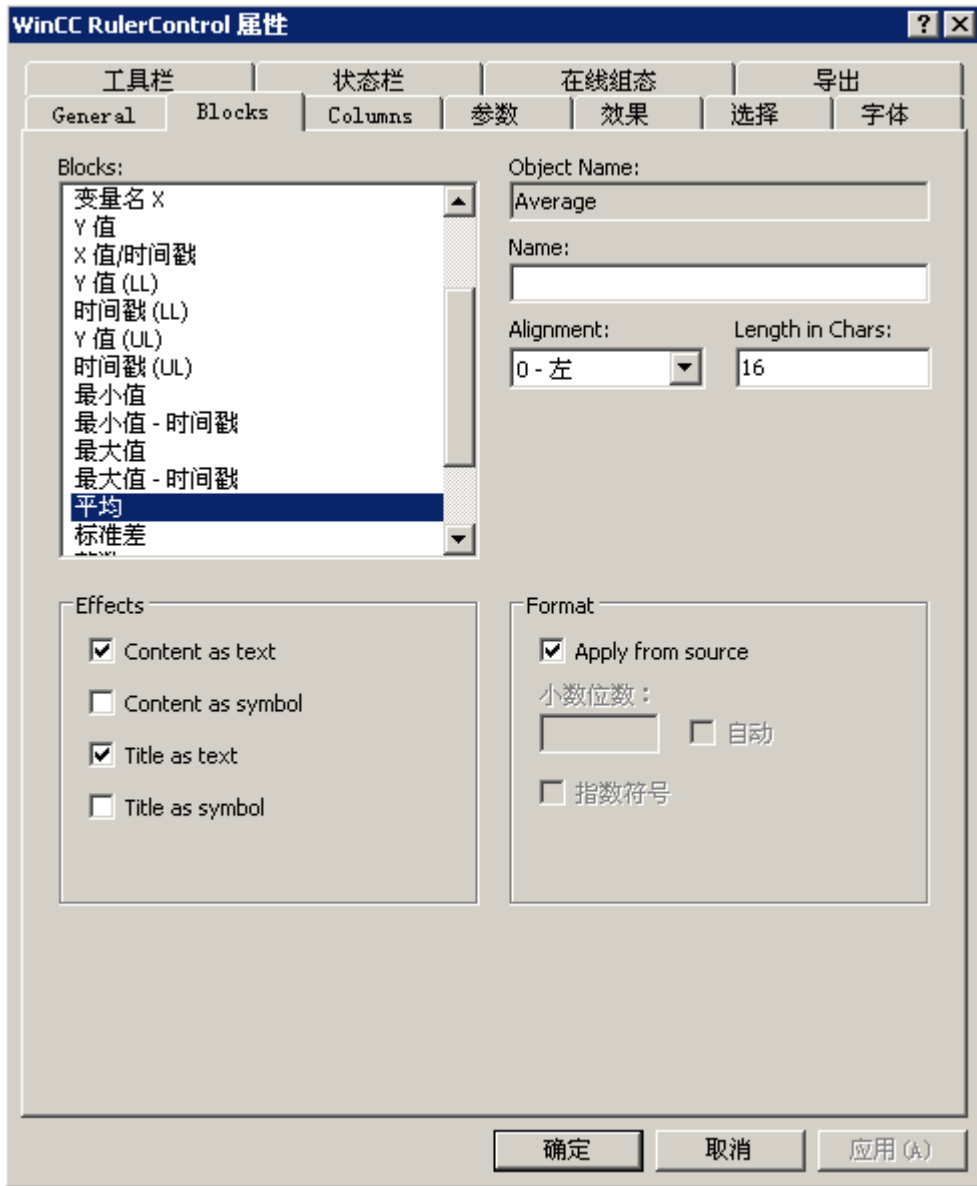 WinCC RulerControl 属性
工具栏 状态栏 在线组态 导出
General Blocks Columns 参数 效果 选择 字体
Blocks:
变量名 X
Y 值
X 值/时间戳
Y 值 (LL)
时间戳 (LL)
Y 值 (UL)
时间戳 (UL)
最小值
最小值 - 时间戳
最大值
最大值 - 时间戳
平均
标准差
Object Name:
Average
Name:
Alignment: Length in Chars:
0 - 左 16
Effects
Content as text
Content as symbol
Title as text
Title as symbol
Format
Apply from source
小数位数：
自动
指数符号
确定 取消 应用(A)